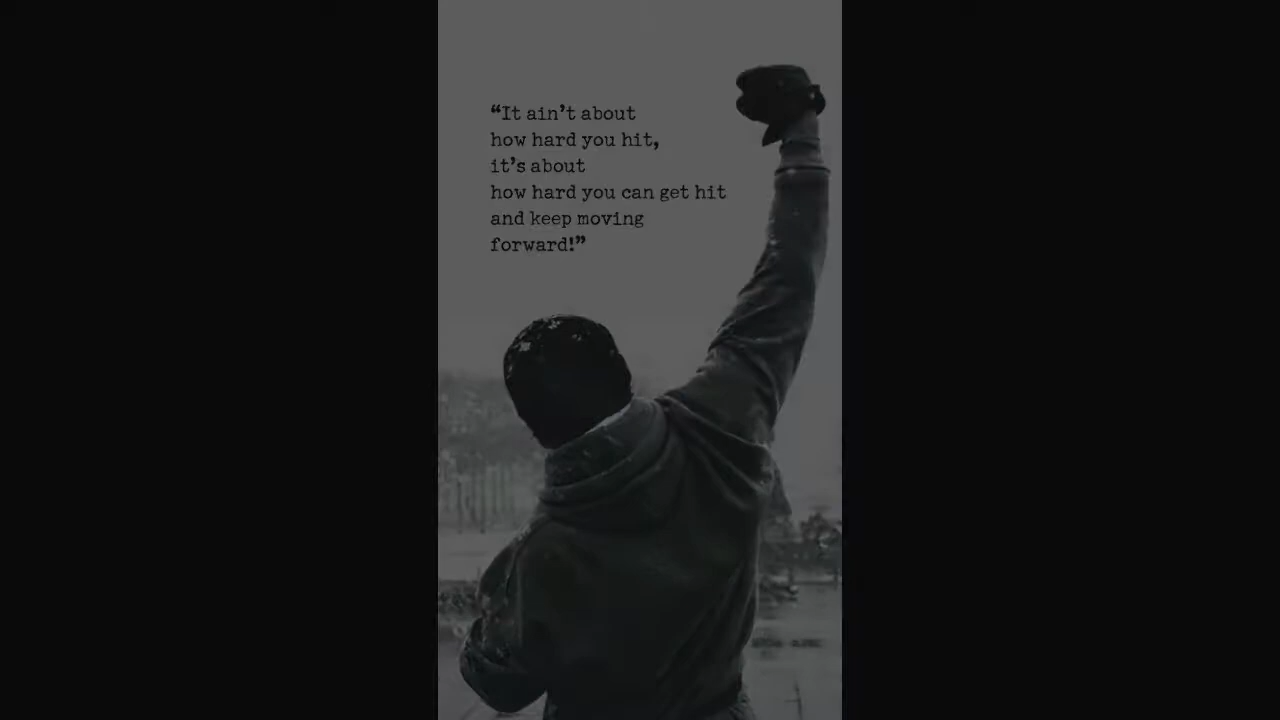 “It ain’t about
how hard you hit,
it’s about
how hard you can get hit
and keep moving
forward!”